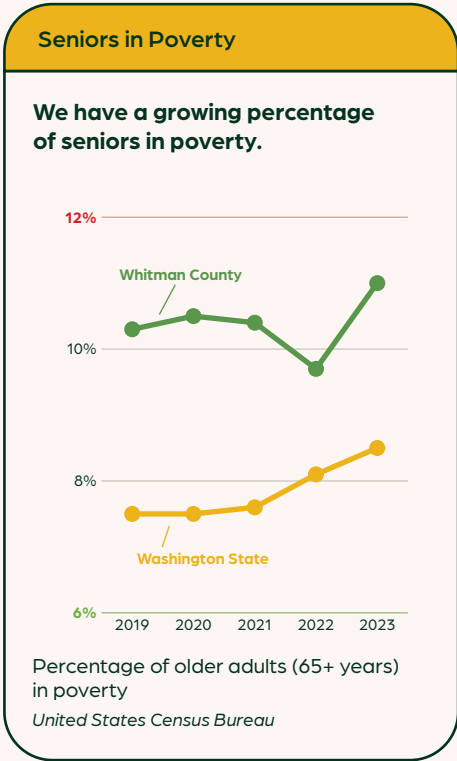 Seniors in Poverty
We have a growing percentage
of seniors in poverty.
12%
Whitman County
10%
8%
Washington State
6%
2019 2020 2021 2022 2023
Percentage of older adults (65+ years)
in poverty
United States Census Bureau